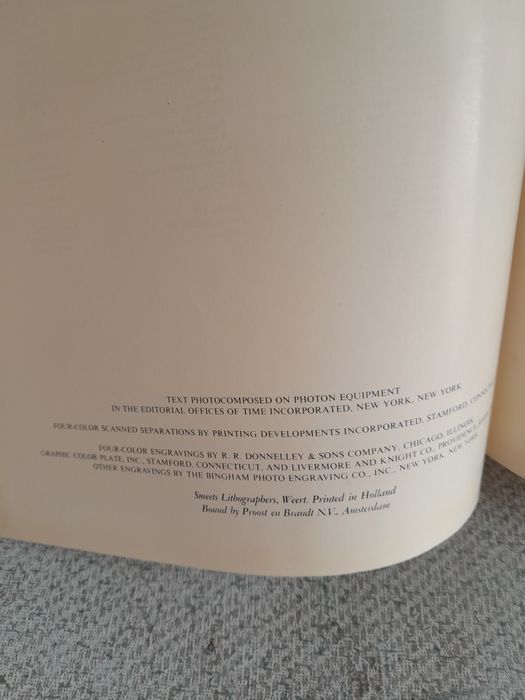 TEXT PHOTOCOMPOSED ON PHOTON EQUIPMENT
IN THE EDITORIAL OFFICES OF TIME INCORPORATED, NEW YORK, NEW YORK
FOUR-COLOR SCANNED SEPARATIONS BY PRINTING DEVELOPMENTS INCORPORATED, STAMFORD,
FOUR-COLOR ENGRAVINGS BY R. R. DONNELLEY & SONS COMPANY, CHICAGO, ILLINOIS,
GRAPHIC COLOR PLATE, INC., STAMFORD, CONNECTICUT, AND LIVERMORE AND KNIGHT CO., PROVIDENCE,
OTHER ENGRAVINGS BY THE BINGHAM PHOTO ENGRAVING CO., INC., NEW YORK, NEW YORK
Smeets Lithographers, Weert. Printed in Holland
Bound by Proost en Brandt N.V., Amsterdam